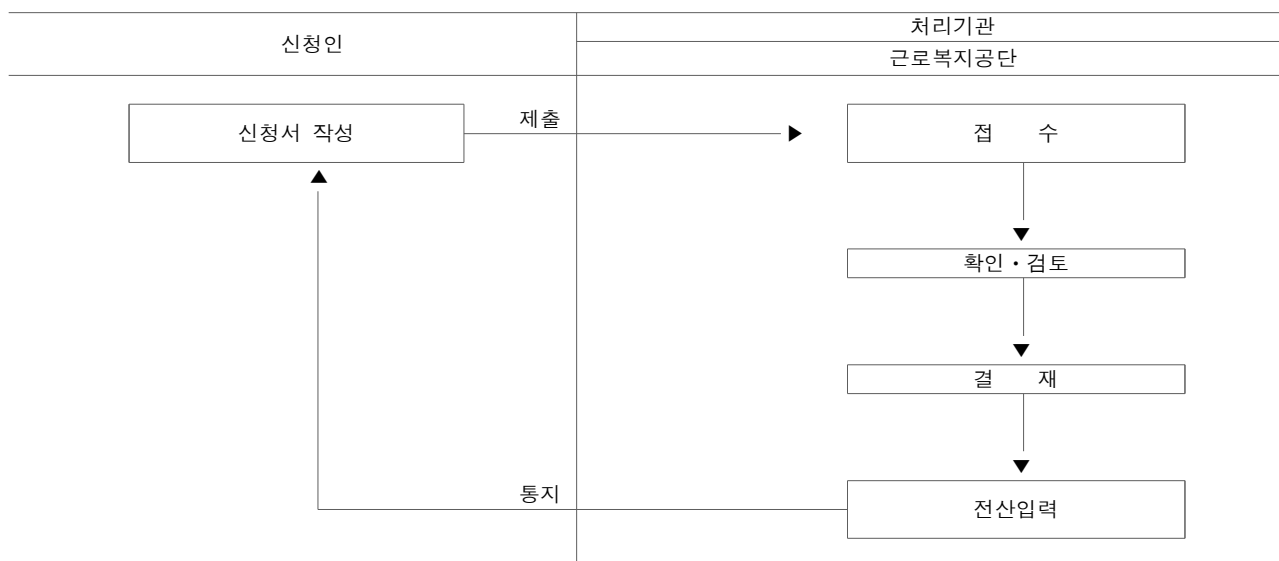 신청인
처리기관
근로복지공단
신청서 작성
제출
접 수
확인・검토
결 재
통지
전산입력